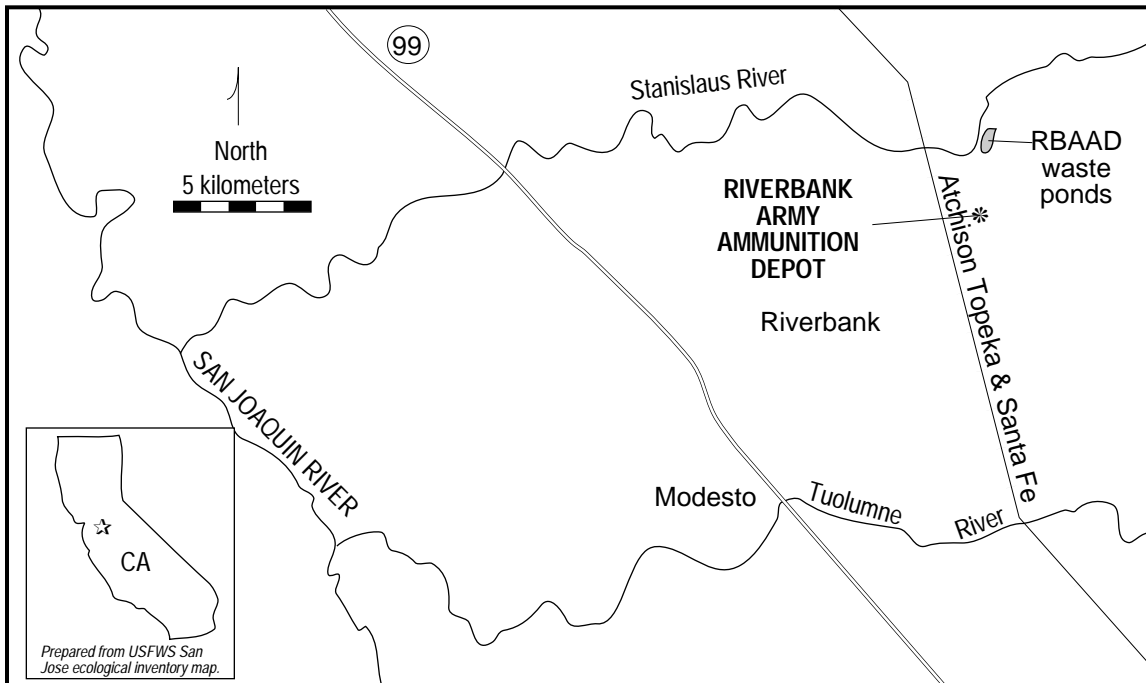 99
Stanislaus River
North
5 kilometers
RBAAD
waste
ponds
RIVERBANK
ARMY
AMMUNITION
DEPOT
Atchison Topeka & Santa Fe
Riverbank
SAN JOAQUIN RIVER
Modesto
Tuolumne River
CA
Prepared from USFWS San
Jose ecological inventory map.